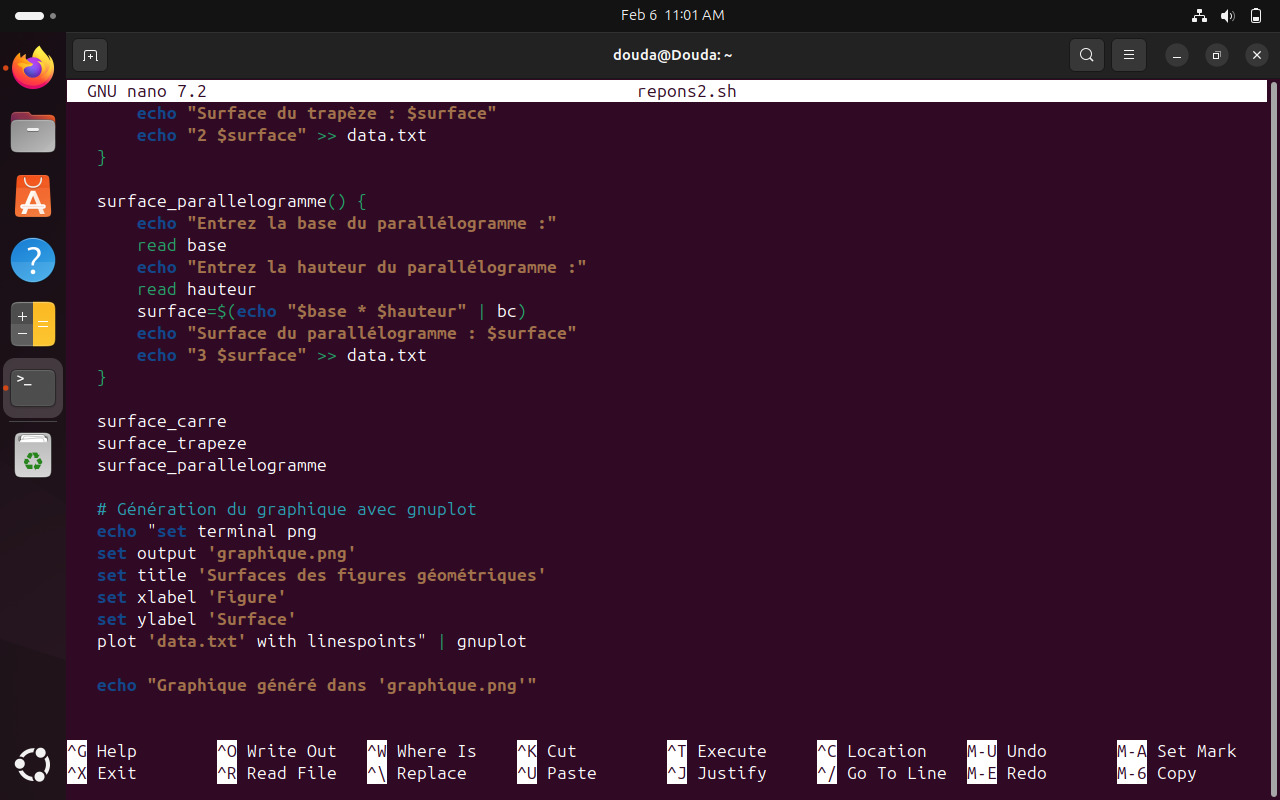 Feb 6 11:01 AM
douda@Douda: ~
GNU nano 7.2 repons2.sh
echo "Surface du trapèze : $surface"
echo "2 $surface" >> data.txt
}
surface_parallelogramme() {
echo "Entrez la base du parallélogramme :"
read base
echo "Entrez la hauteur du parallélogramme :"
read hauteur
surface=$(echo "$base * $hauteur" | bc)
echo "Surface du parallélogramme : $surface"
echo "3 $surface" >> data.txt
}
surface_carre
surface_trapeze
surface_parallelogramme
# Génération du graphique avec gnuplot
echo "set terminal png
set output 'graphique.png'
set title 'Surfaces des figures géométriques'
set xlabel 'Figure'
set ylabel 'Surface'
plot 'data.txt' with linespoints" | gnuplot
echo "Graphique généré dans 'graphique.png'"
^G Help ^O Write Out ^W Where Is ^K Cut ^T Execute ^C Location M-U Undo M-A Set Mark
^X Exit ^R Read File ^\ Replace ^U Paste ^J Justify ^/ Go To Line M-E Redo M-6 Copy